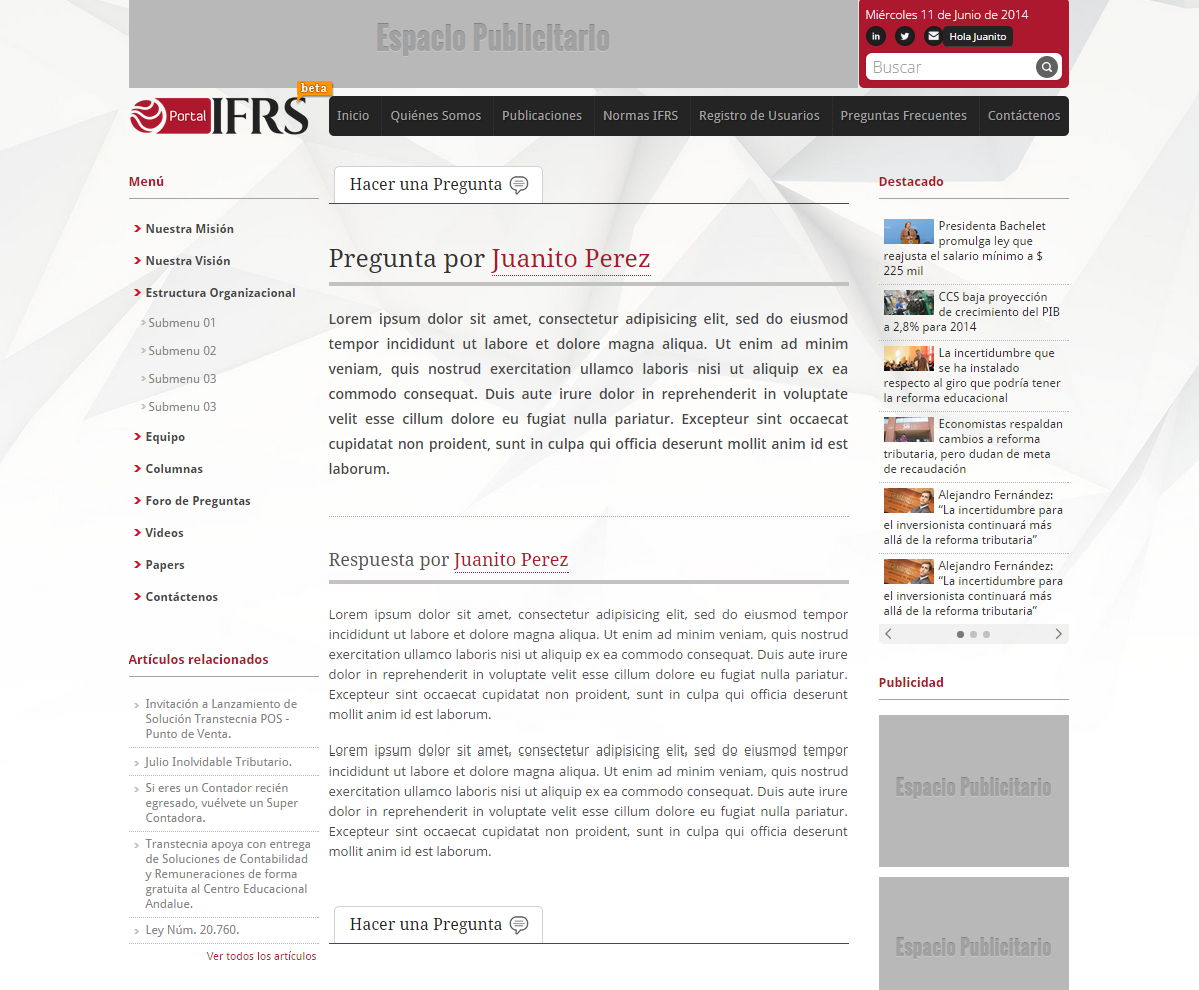 Espacio Publicitario
Miércoles 11 de Junio de 2014
in
Hola Juanito
Buscar
beta
Portal IFRS
Inicio
Quiénes Somos
Publicaciones
Normas IFRS
Registro de Usuarios
Preguntas Frecuentes
Contáctenos
Menú
Nuestra Misión
Nuestra Visión
Estructura Organizacional
Submenu 01
Submenu 02
Submenu 03
Submenu 03
Equipo
Columnas
Foro de Preguntas
Videos
Papers
Contáctenos
Artículos relacionados
Invitación a Lanzamiento de
Solución Transtecnia POS -
Punto de Venta.
Julio Inolvidable Tributario.
Si eres un Contador recién
egresado, vuélvete un Super
Contadora.
Transtecnia apoya con entrega
de Soluciones de Contabilidad
y Remuneraciones de forma
gratuita al Centro Educacional
Andalue.
Ley Núm. 20.760.
Ver todos los artículos
Hacer una Pregunta
Pregunta por Juanito Perez
Lorem ipsum dolor sit amet, consectetur adipisicing elit, sed do eiusmod
tempor incididunt ut labore et dolore magna aliqua. Ut enim ad minim
veniam, quis nostrud exercitation ullamco laboris nisi ut aliquip ex ea
commodo consequat. Duis aute irure dolor in reprehenderit in voluptate
velit esse cillum dolore eu fugiat nulla pariatur. Excepteur sint occaecat
cupidatat non proident, sunt in culpa qui officia deserunt mollit anim id est
laborum.
Respuesta por Juanito Perez
Lorem ipsum dolor sit amet, consectetur adipisicing elit, sed do eiusmod tempor
incididunt ut labore et dolore magna aliqua. Ut enim ad minim veniam, quis nostrud
exercitation ullamco laboris nisi ut aliquip ex ea commodo consequat. Duis aute irure
dolor in reprehenderit in voluptate velit esse cillum dolore eu fugiat nulla pariatur.
Excepteur sint occaecat cupidatat non proident, sunt in culpa qui officia deserunt
mollit anim id est laborum.
Lorem ipsum dolor sit amet, consectetur adipisicing elit, sed do eiusmod tempor
incididunt ut labore et dolore magna aliqua. Ut enim ad minim veniam, quis nostrud
exercitation ullamco laboris nisi ut aliquip ex ea commodo consequat. Duis aute irure
dolor in reprehenderit in voluptate velit esse cillum dolore eu fugiat nulla pariatur.
Excepteur sint occaecat cupidatat non proident, sunt in culpa qui officia deserunt
mollit anim id est laborum.
Hacer una Pregunta
Destacado
Presidenta Bachelet
promulga ley que
reajusta el salario mínimo a $
225 mil
CCS baja proyección
de crecimiento del PIB
a 2,8% para 2014
La incertidumbre que
se ha instalado
respecto al giro que podría tener
la reforma educacional
Economistas respaldan
cambios a reforma
tributaria, pero dudan de meta
de recaudación
Alejandro Fernández:
“La incertidumbre para
el inversionista continuará más
allá de la reforma tributaria”
Alejandro Fernández:
“La incertidumbre para
el inversionista continuará más
allá de la reforma tributaria”
Publicidad
Espacio Publicitario
Espacio Publicitario